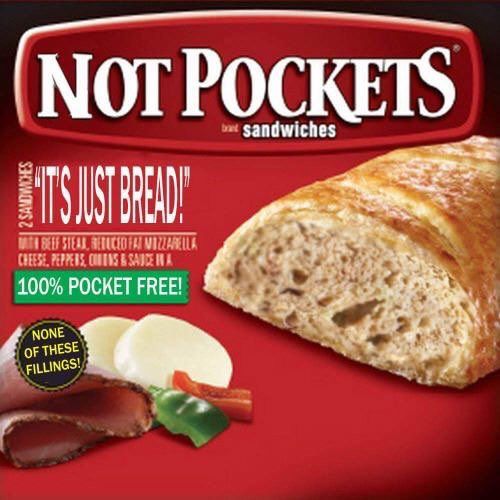 NOT POCKETS®
brand sandwiches
2 SANDWICHES
"IT'S JUST BREAD!"
WITH BEEF STEAK, REDUCED FAT MOZZARELLA
CHEESE, PEPPERS, ONIONS & SAUCE IN A
100% POCKET FREE!
NONE
OF THESE
FILLINGS!